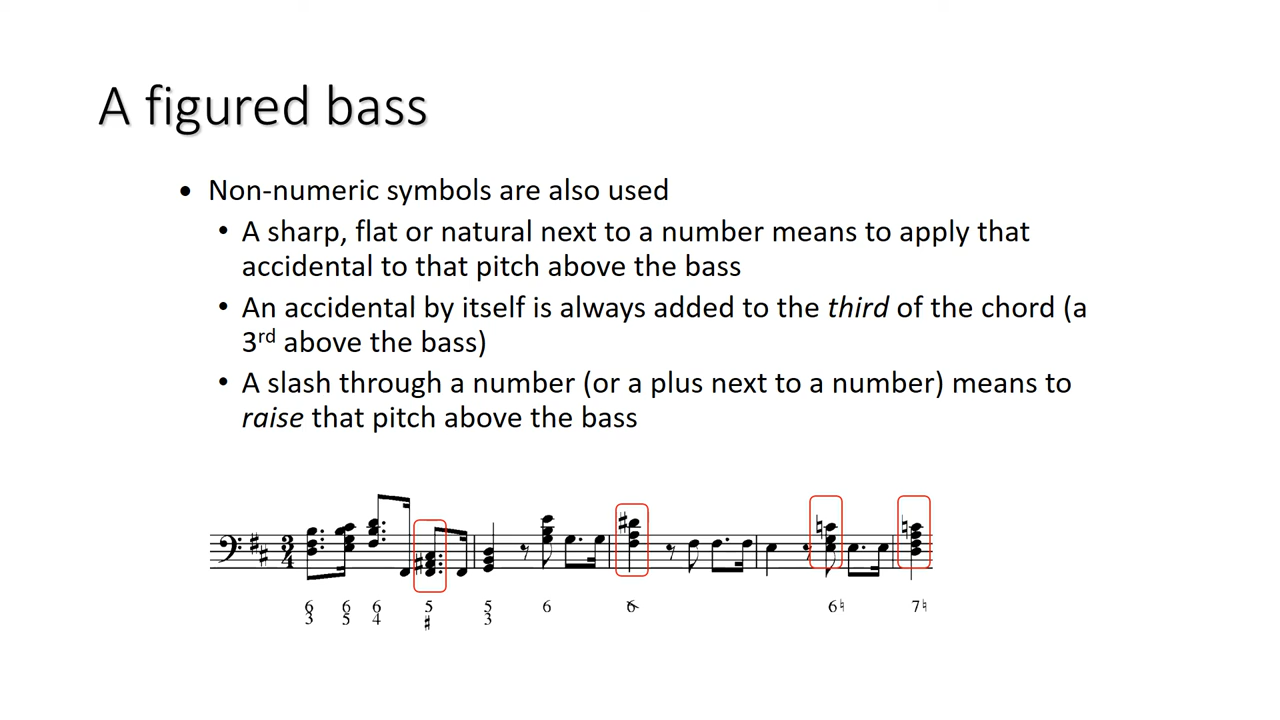 A figured bass
• Non-numeric symbols are also used
• A sharp, flat or natural next to a number means to apply that
accidental to that pitch above the bass
• An accidental by itself is always added to the third of the chord (a
3rd above the bass)
• A slash through a number (or a plus next to a number) means to
raise that pitch above the bass
3
4
6 6 6 5 5 6 6 6♮ 7♮
3 5 4 ♯ 3